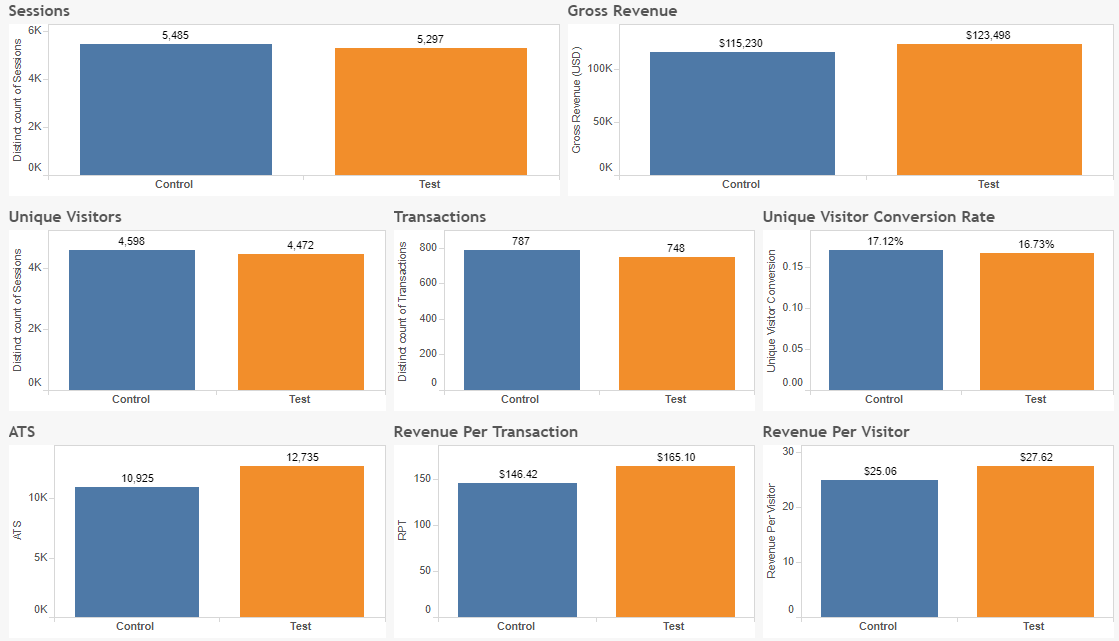 Sessions
Distinct count of Sessions
6K
4K
2K
0K
5,485
5,297
Control
Test
Gross Revenue
Gross Revenue (USD)
100K
50K
0K
$115,230
$123,498
Control
Test
Unique Visitors
Distinct count of Sessions
4K
2K
0K
4,598
4,472
Control
Test
Transactions
Distinct count of Transactions
800
600
400
200
0
787
748
Control
Test
Unique Visitor Conversion Rate
Unique Visitor Conversion
0.15
0.10
0.05
0.00
17.12%
16.73%
Control
Test
ATS
ATS
10K
5K
0K
10,925
12,735
Control
Test
Revenue Per Transaction
RPT
150
100
50
0
$146.42
$165.10
Control
Test
Revenue Per Visitor
Revenue Per Visitor
30
20
10
0
$25.06
$27.62
Control
Test